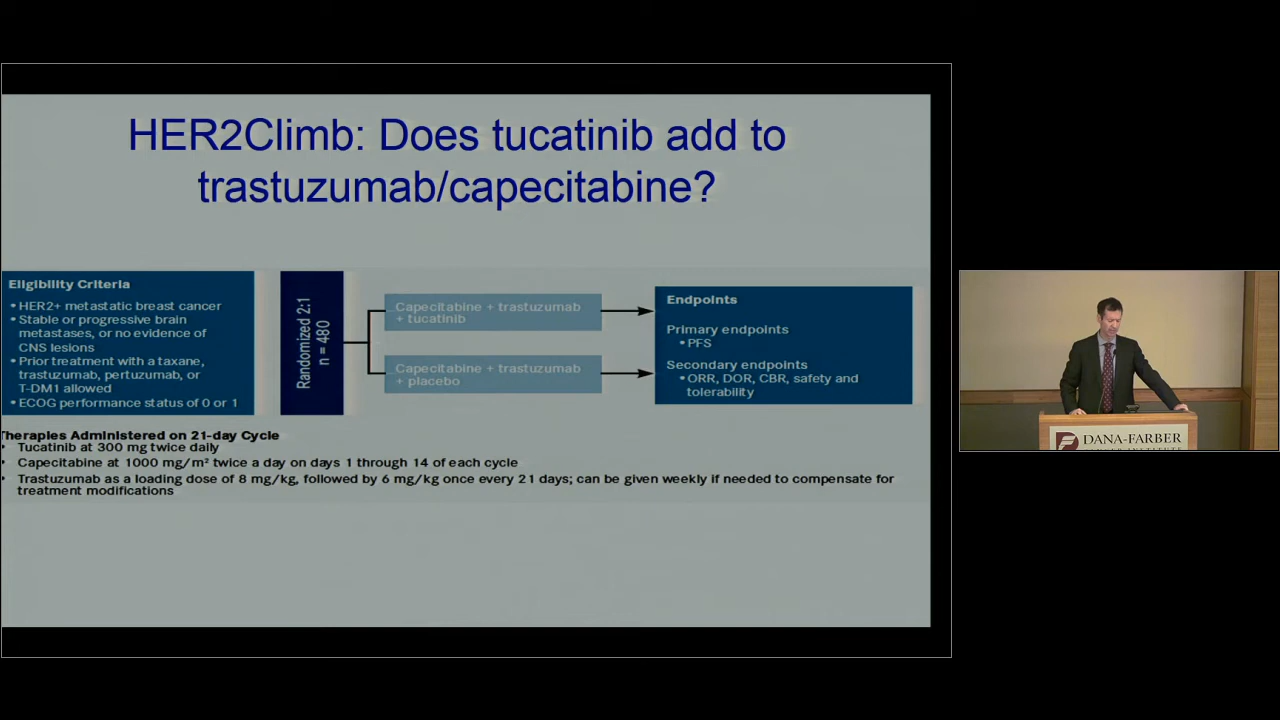 HER2Climb: Does tucatinib add to
trastuzumab/capecitabine?
Eligibility Criteria
• HER2+ metastatic breast cancer
• Stable or progressive brain
metastases, or no evidence of
CNS lesions
• Prior treatment with a taxane,
trastuzumab, pertuzumab, or
T-DM1 allowed
• ECOG performance status of 0 or 1
Randomized 2:1
n = 480
Capecitabine + trastuzumab
+ tucatinib
Capecitabine + trastuzumab
+ placebo
Endpoints
Primary endpoints
• PFS
Secondary endpoints
• ORR, DOR, CBR, safety and
tolerability
Therapies Administered on 21-day Cycle
• Tucatinib at 300 mg twice daily
• Capecitabine at 1000 mg/m² twice a day on days 1 through 14 of each cycle
• Trastuzumab as a loading dose of 8 mg/kg, followed by 6 mg/kg once every 21 days; can be given weekly if needed to compensate for
treatment modifications
DANA-FARBER